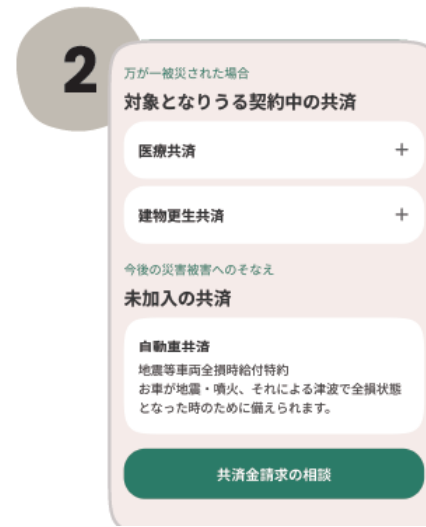 2
万が一被災された場合
対象となりうる契約中の共済
医療共済 +
建物更生共済 +
今後の災害被害へのそなえ
未加入の共済
自動車共済
地震等車両全損時給付特約
お車が地震・噴火、それによる津波で全損状態
となった時のために備えられます。
共済金請求の相談